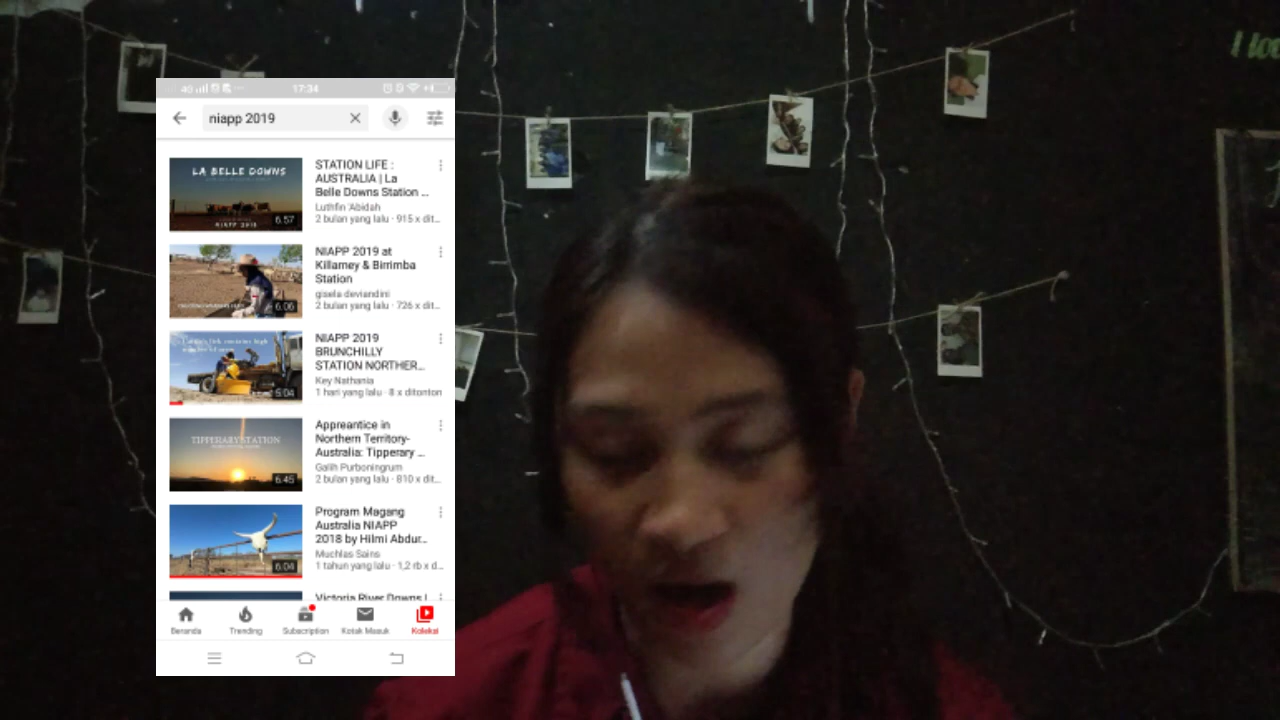 4G
17:34
niapp 2019
LA BELLE DOWNS
NIAPP 2019
6.57
STATION LIFE :
AUSTRALIA | La
Belle Downs Station ...
Luthfin 'Abidah
2 bulan yang lalu · 915 x dit...
6.06
NIAPP 2019 at
Killarney & Birrimba
Station
gisela deviandini
2 bulan yang lalu · 726 x dit...
5.04
NIAPP 2019
BRUNCHILLY
STATION NORTHER...
Key Nathania
1 hari yang lalu · 8 x ditonton
TIPPERARY STATION
6.45
Appreantice in
Northern Territory-
Australia: Tipperary ...
Galih Purboningrum
2 bulan yang lalu · 810 x dit...
6.04
Program Magang
Australia NIAPP
2018 by Hilmi Abdur...
Muchlas Sains
1 tahun yang lalu · 1,2 rb x d...
Victoria River Downs |
Beranda
Trending
Subscription
Kotak Masuk
Koleksi